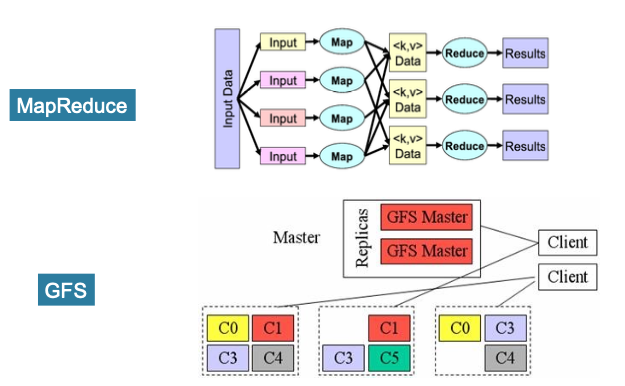 MapReduce
Input Data
Input
Map
Input
Map
Input
Map
Input
Map
<k,v>
Data
Reduce
Results
<k,v>
Data
Reduce
Results
<k,v>
Data
Reduce
Results
GFS
Master
Replicas
GFS Master
GFS Master
Client
Client
C0 C1
C3 C4
C1
C3 C5
C0 C3
C4